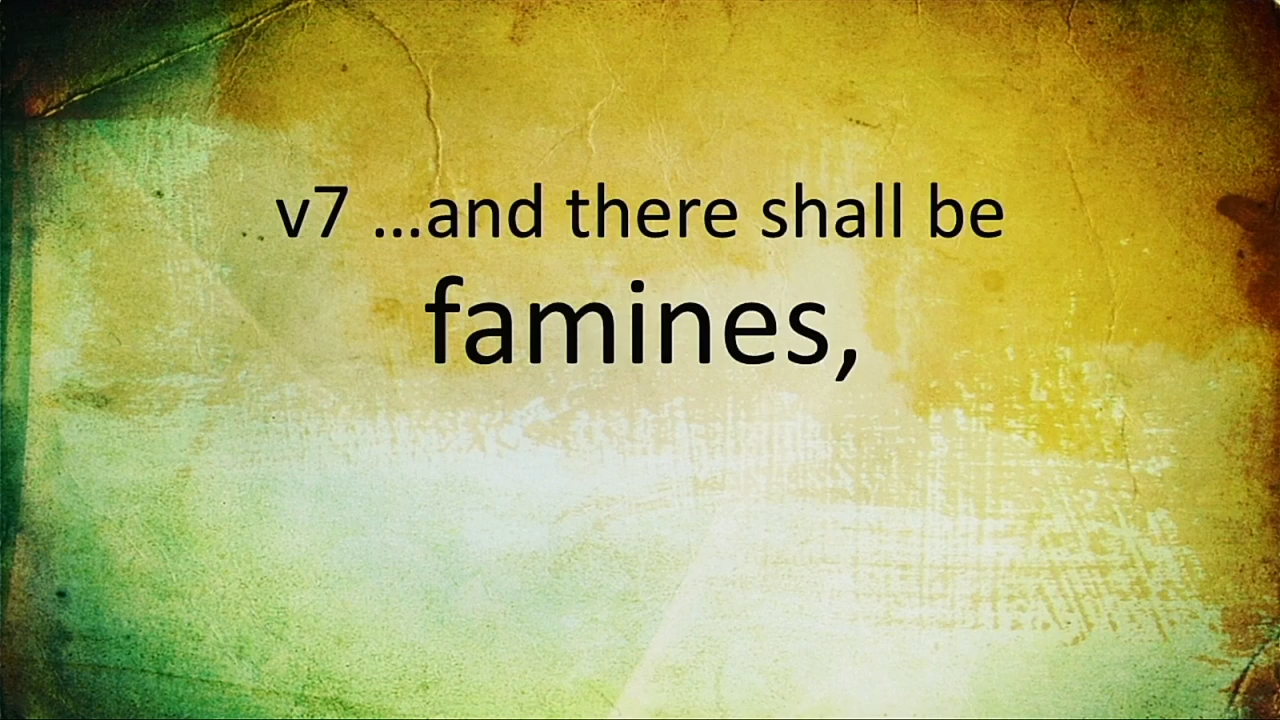 v7 ...and there shall be
famines,